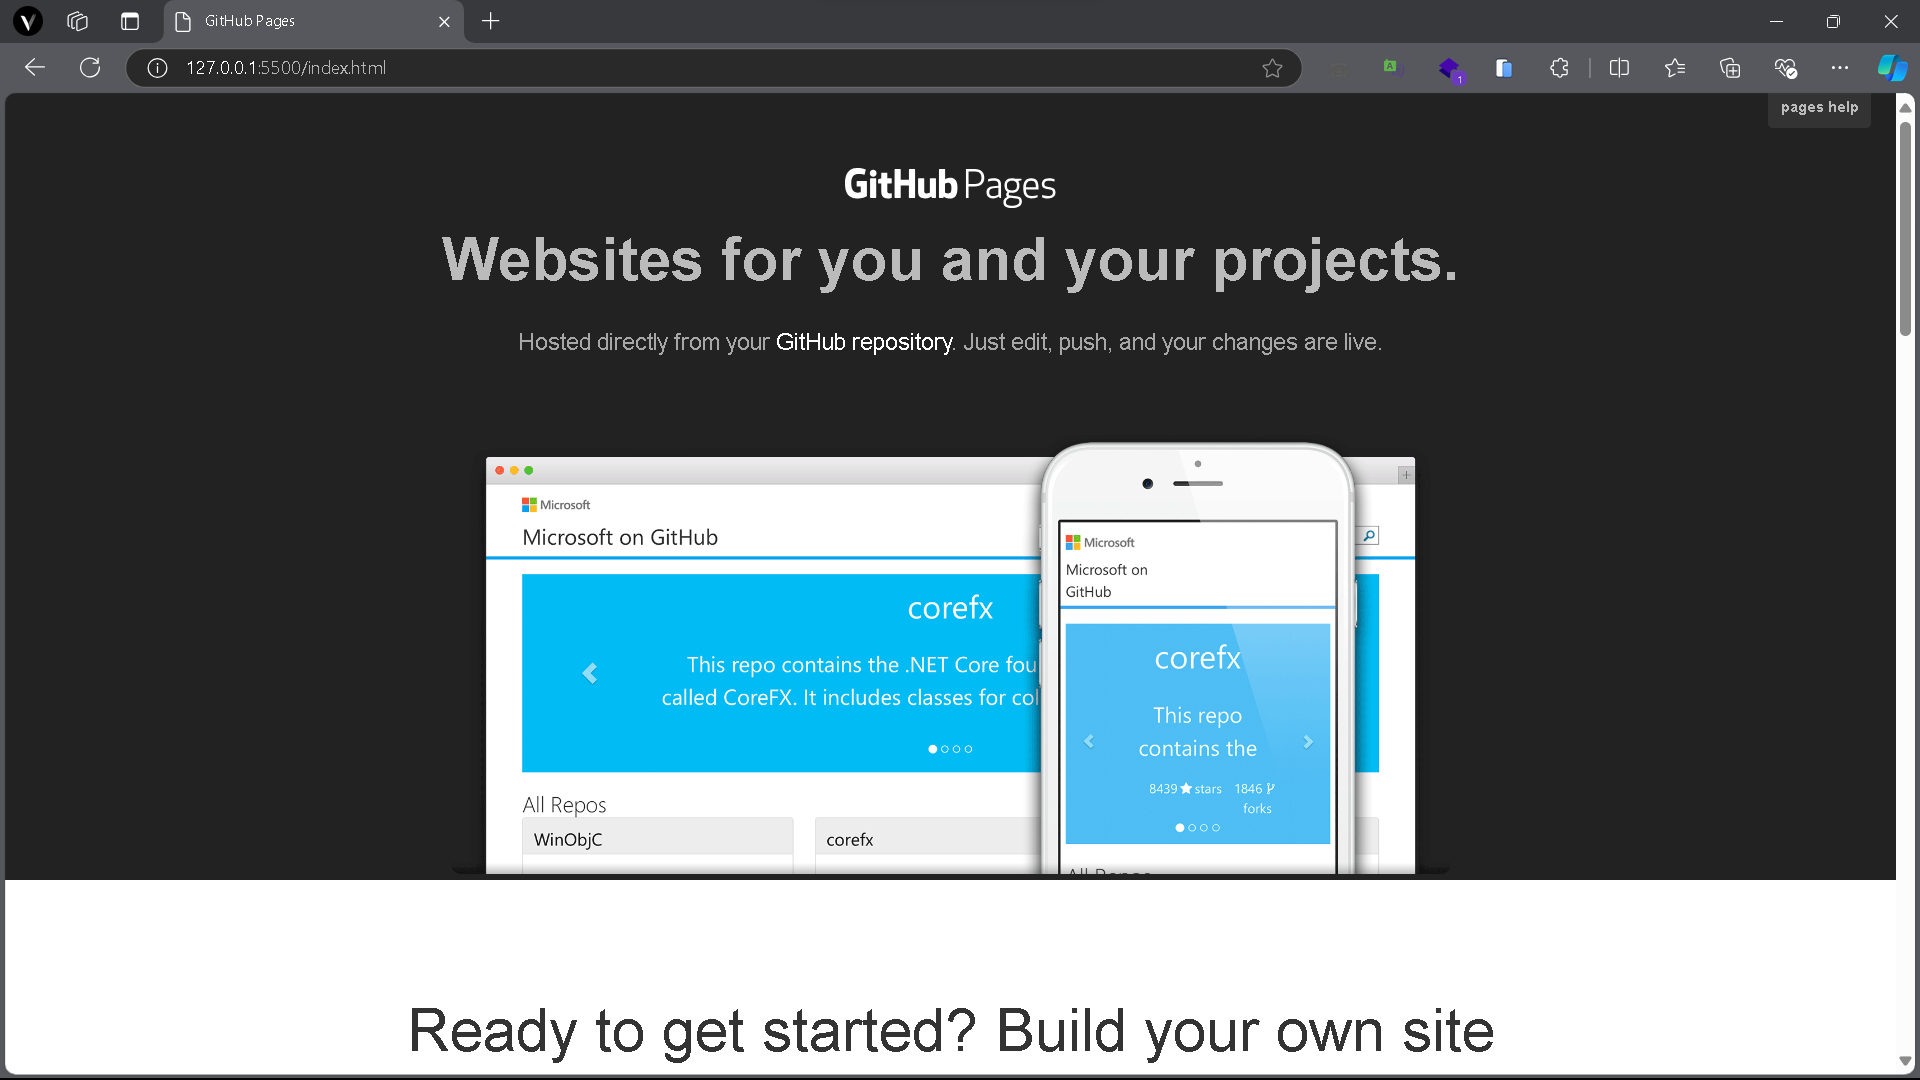 GitHub Pages
127.0.0.1:5500/index.html
A
1
pages help
GitHub Pages
Websites for you and your projects.
Hosted directly from your GitHub repository. Just edit, push, and your changes are live.
Microsoft
Microsoft on GitHub
corefx
This repo contains the .NET Core fou
called CoreFX. It includes classes for col
All Repos
WinObjC
corefx
Microsoft
Microsoft on
GitHub
corefx
This repo
contains the
8439 stars 1846
forks
All Repos
Ready to get started? Build your own site